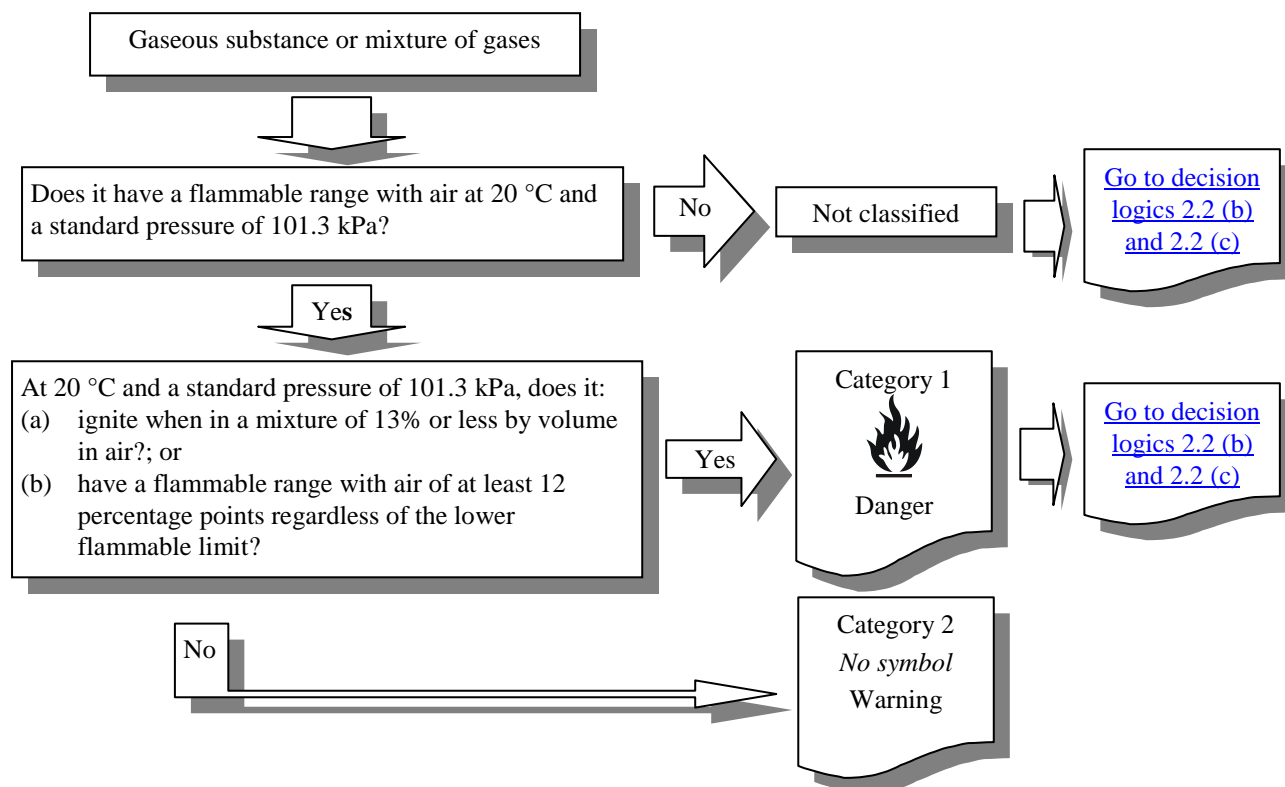 Gaseous substance or mixture of gases
Does it have a flammable range with air at 20 °C and
a standard pressure of 101.3 kPa?
No
Not classified
Go to decision
logics 2.2 (b)
and 2.2 (c)
Yes
At 20 °C and a standard pressure of 101.3 kPa, does it:
(a) ignite when in a mixture of 13% or less by volume
in air?; or
(b) have a flammable range with air of at least 12
percentage points regardless of the lower
flammable limit?
Yes
Category 1
Danger
Go to decision
logics 2.2 (b)
and 2.2 (c)
No
Category 2
No symbol
Warning